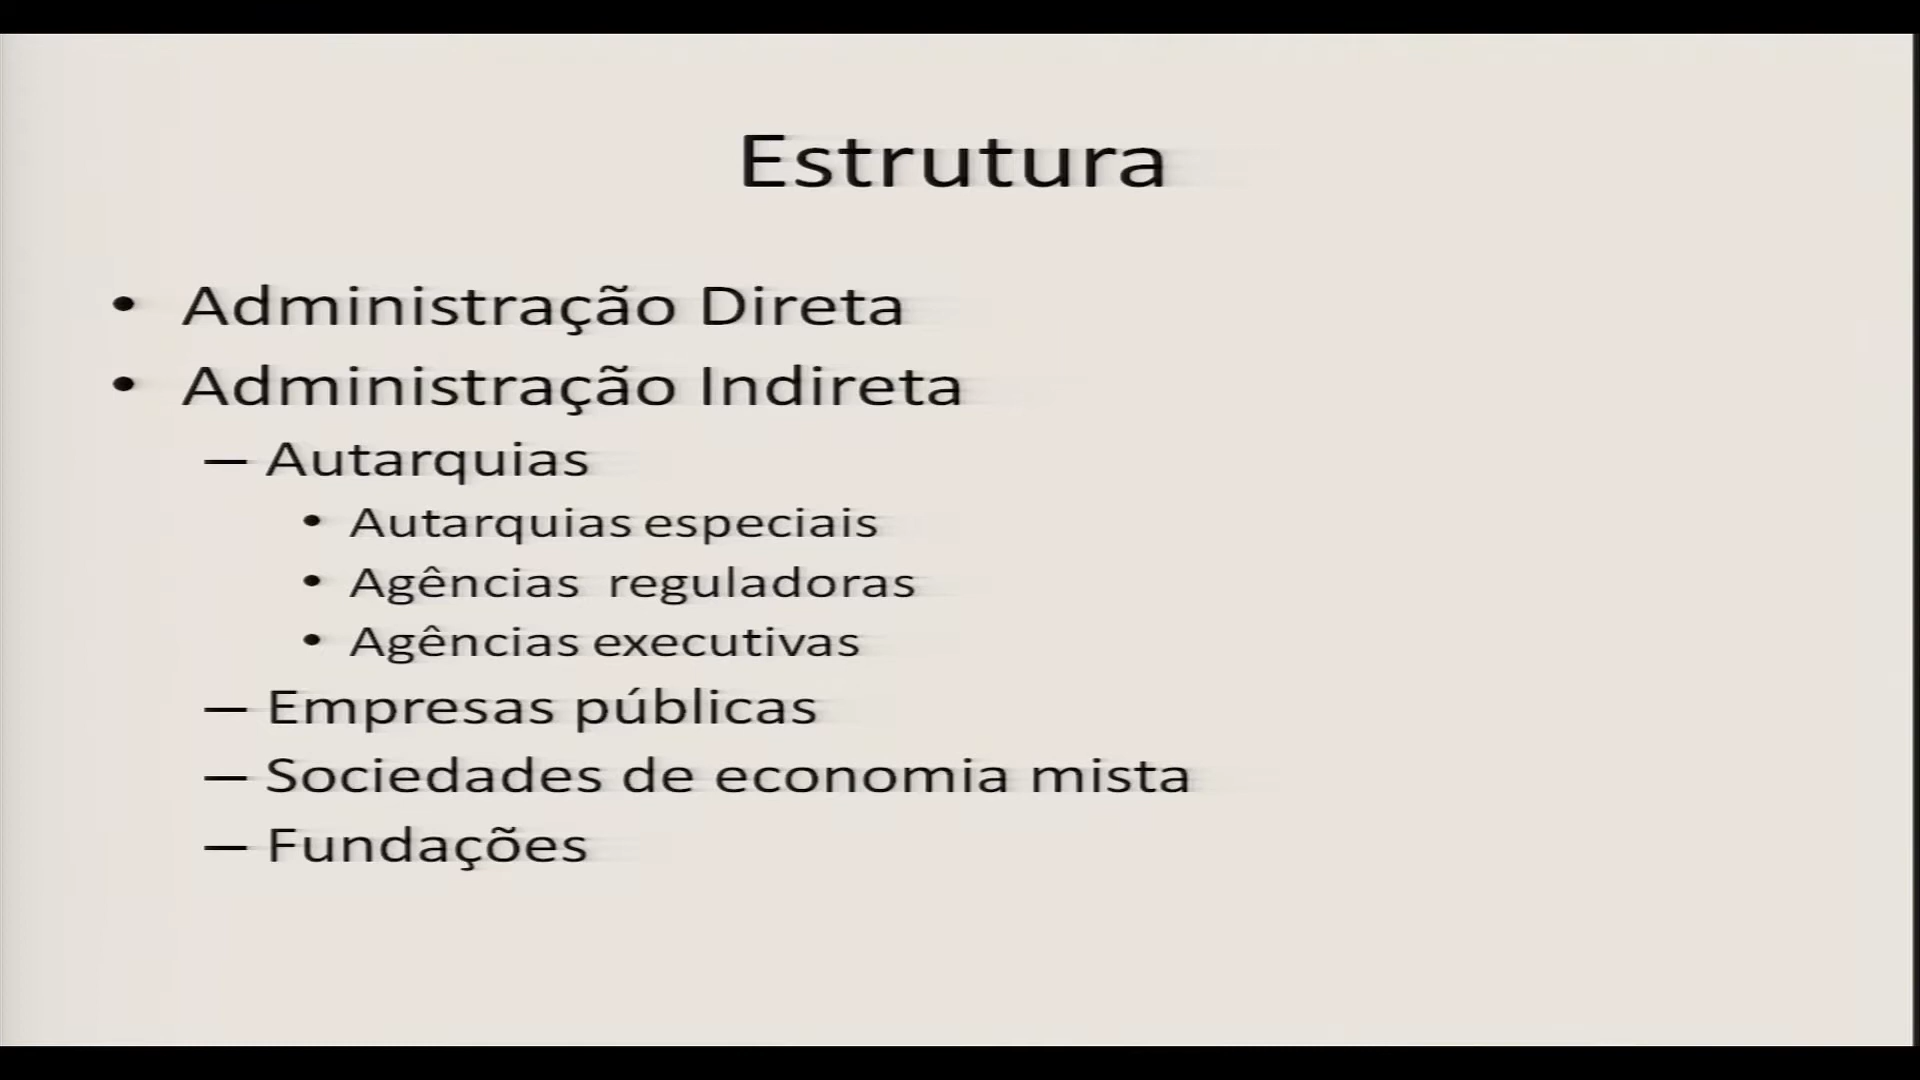 Estrutura
• Administração Direta
• Administração Indireta
– Autarquias
• Autarquias especiais
• Agências reguladoras
• Agências executivas
– Empresas públicas
– Sociedades de economia mista
– Fundações